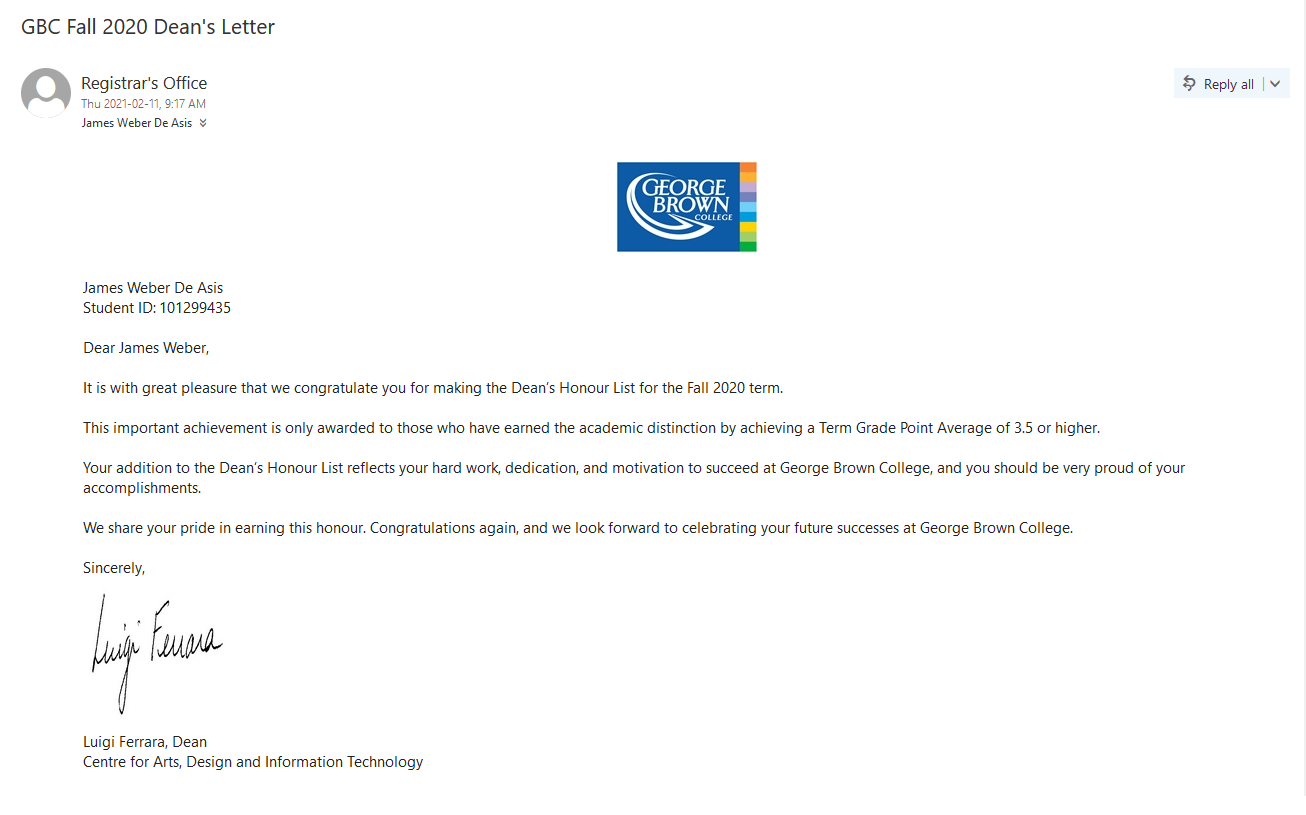 GBC Fall 2020 Dean's Letter
Registrar's Office
Thu 2021-02-11, 9:17 AM
James Weber De Asis
Reply all
GEORGE
BROWN
COLLEGE
James Weber De Asis
Student ID: 101299435
Dear James Weber,
It is with great pleasure that we congratulate you for making the Dean’s Honour List for the Fall 2020 term.
This important achievement is only awarded to those who have earned the academic distinction by achieving a Term Grade Point Average of 3.5 or higher.
Your addition to the Dean’s Honour List reflects your hard work, dedication, and motivation to succeed at George Brown College, and you should be very proud of your
accomplishments.
We share your pride in earning this honour. Congratulations again, and we look forward to celebrating your future successes at George Brown College.
Sincerely,
Luigi Ferrara
Luigi Ferrara, Dean
Centre for Arts, Design and Information Technology